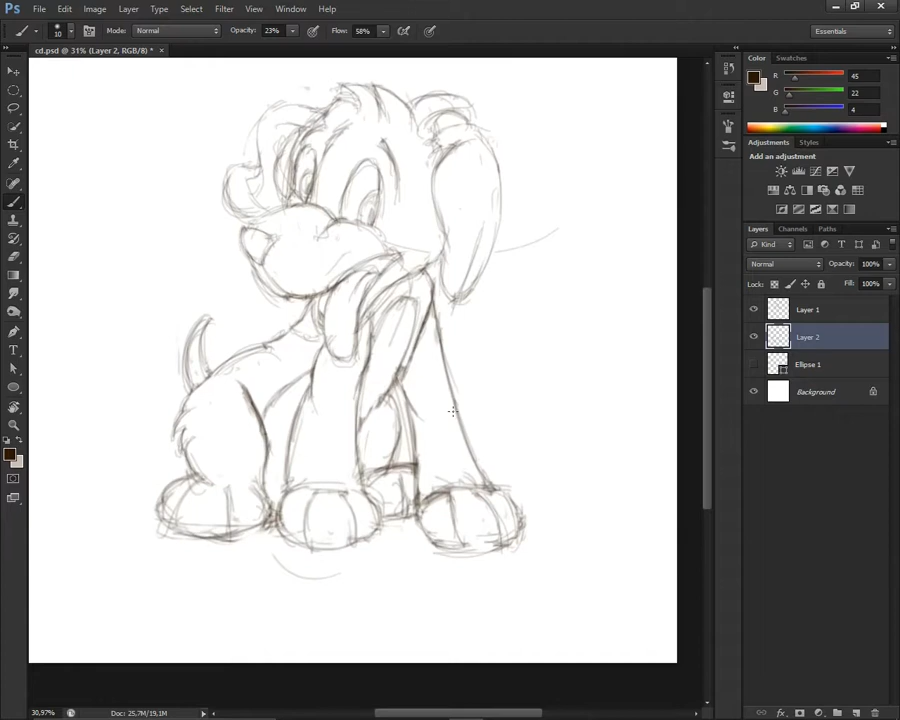 Ps File Edit Image Layer Type Select Filter View Window Help
10 Mode: Normal Opacity: 23% Flow: 58% Essentials
cd.psd @ 31% (Layer 2, RGB/8) * ×
Color Swatches
R 45
G 22
B 4
Adjustments Styles
Add an adjustment
Layers Channels Paths
Kind
Normal Opacity: 100%
Lock: Fill: 100%
Layer 1
Layer 2
Ellipse 1
Background
30,97% Doc: 25,7M/19,1M